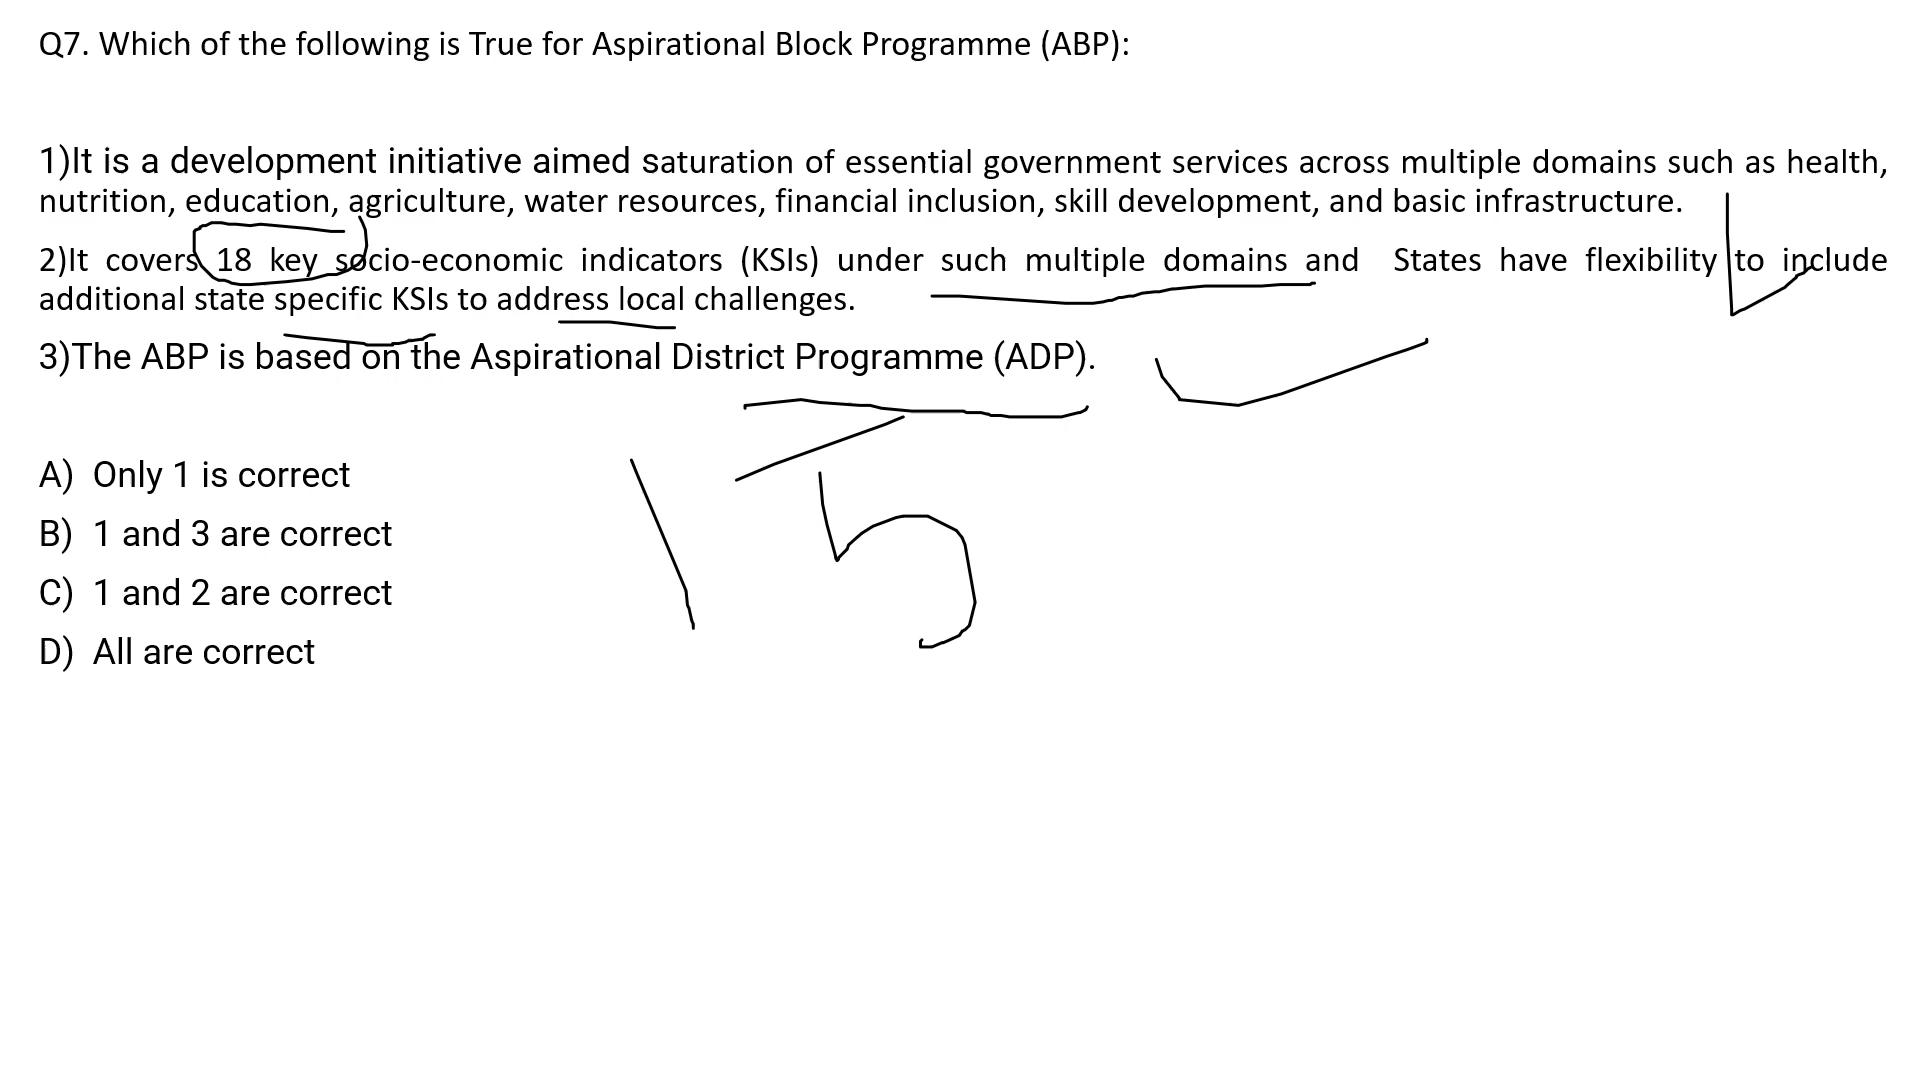 Q7. Which of the following is True for Aspirational Block Programme (ABP):
1)It is a development initiative aimed saturation of essential government services across multiple domains such as health,
nutrition, education, agriculture, water resources, financial inclusion, skill development, and basic infrastructure.
2)It covers 18 key socio-economic indicators (KSIs) under such multiple domains and States have flexibility to include
additional state specific KSIs to address local challenges.
3)The ABP is based on the Aspirational District Programme (ADP).
A) Only 1 is correct
B) 1 and 3 are correct
C) 1 and 2 are correct
D) All are correct
15